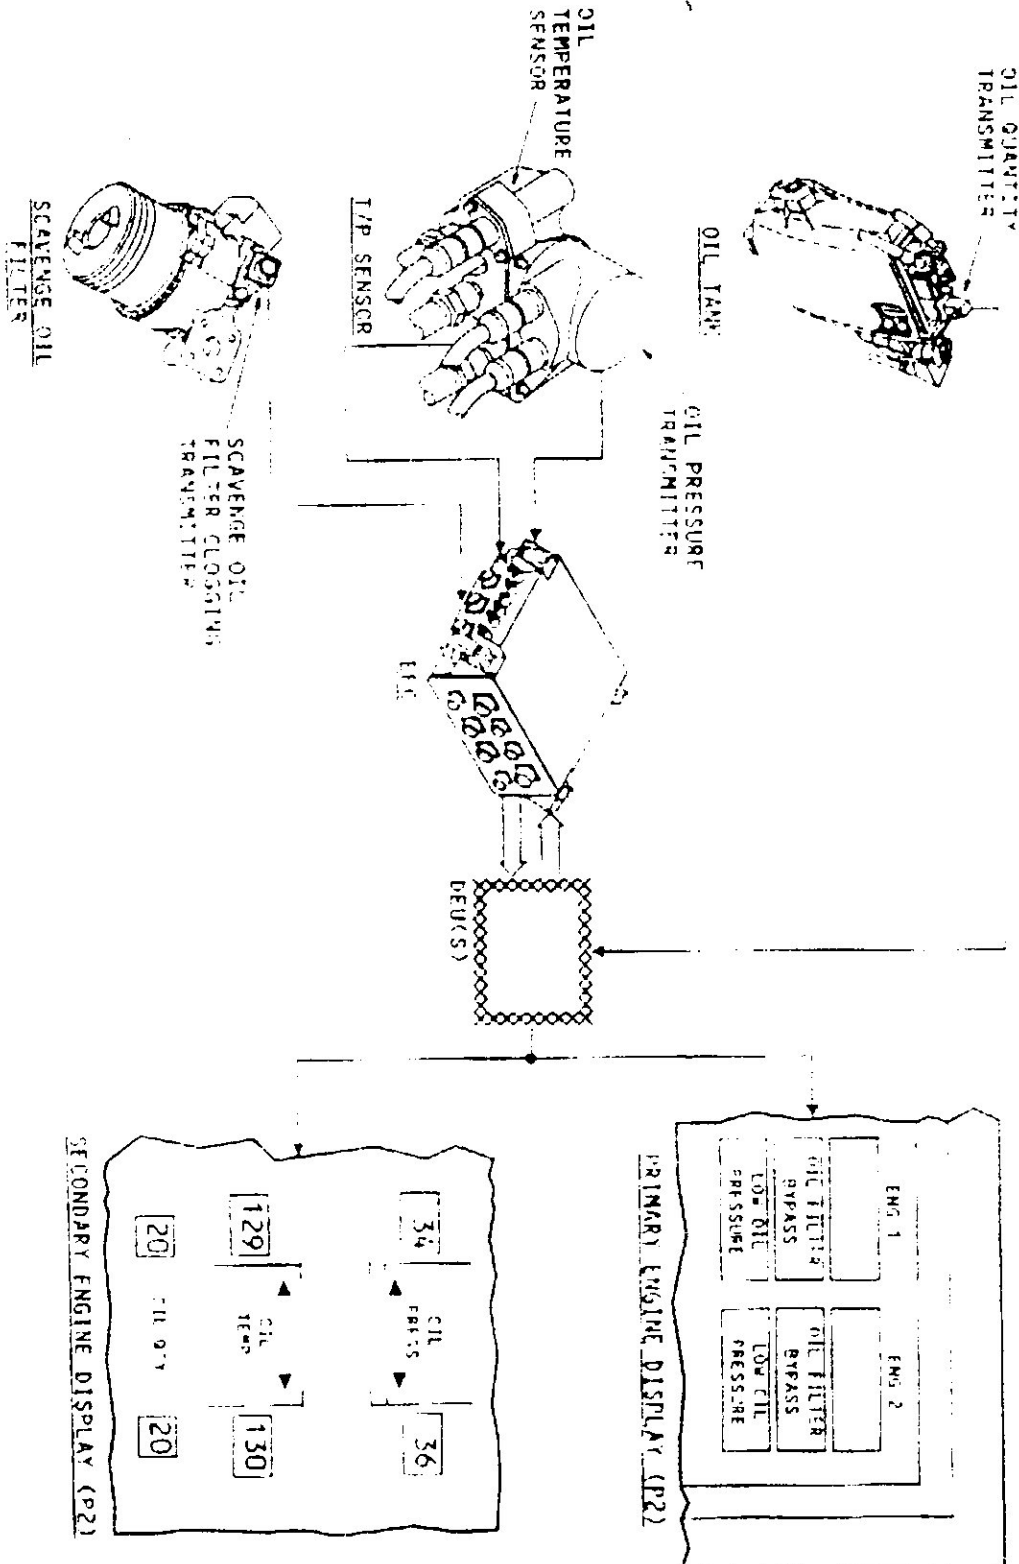 OIL QUANTITY
TRANSMITTER
OIL TANK
OIL PRESSURE
TRANSMITTER
OIL
TEMPERATURE
SENSOR
T/P SENSOR
SCAVENGE OIL
FILTER CLOGGING
TRANSMITTER
SCAVENGE OIL
FILTER
EEC
DEU(S)
ENG 1
ENG 2
OIL FILTER
BYPASS
LOW OIL
PRESSURE
OIL FILTER
BYPASS
LOW OIL
PRESSURE
PRIMARY ENGINE DISPLAY (P2)
34
OIL
PRESS
36
129
OIL
TEMP
130
20
OIL QTY
20
SECONDARY ENGINE DISPLAY (P2)